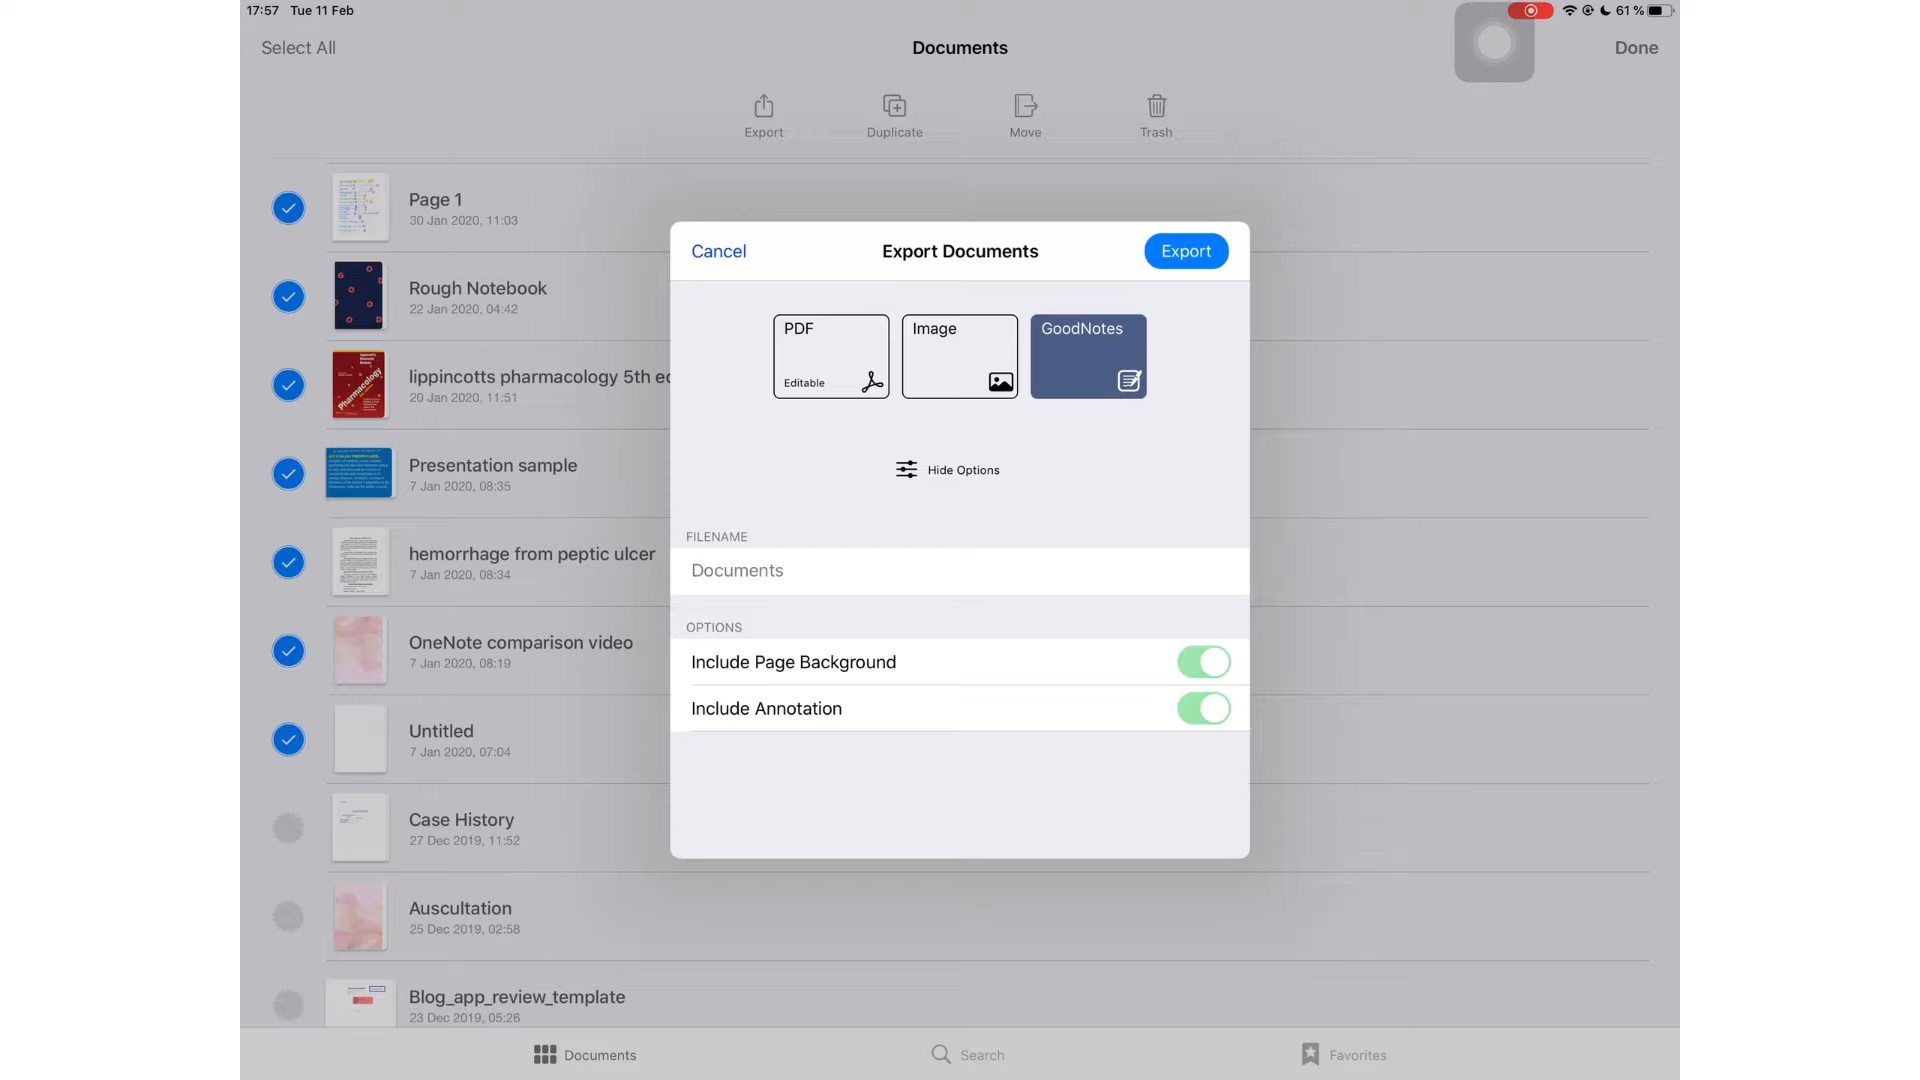 17:57 Tue 11 Feb
61 %
Select All
Documents
Done
Export
Duplicate
Move
Trash
Page 1
30 Jan 2020, 11:03
Rough Notebook
22 Jan 2020, 04:42
lippincotts pharmacology 5th
20 Jan 2020, 11:51
Pharmacology
Presentation sample
7 Jan 2020, 08:35
hemorrhage from peptic ulcer
7 Jan 2020, 08:34
OneNote comparison video
7 Jan 2020, 08:19
Untitled
7 Jan 2020, 07:04
Case History
27 Dec 2019, 11:52
Auscultation
25 Dec 2019, 02:58
Blog_app_review_template
23 Dec 2019, 05:26
Cancel
Export Documents
Export
PDF
Editable
Image
GoodNotes
Hide Options
FILENAME
Documents
OPTIONS
Include Page Background
Include Annotation
Documents
Search
Favorites